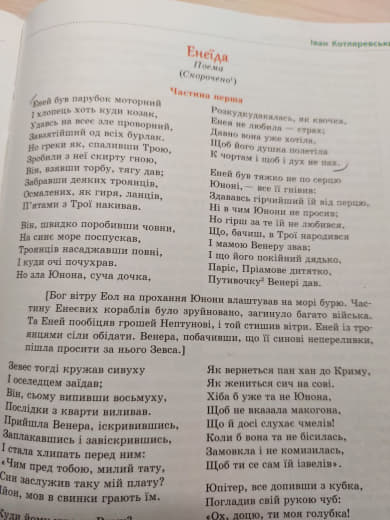 Іван Котляревськ
Енеїда
Поема
(Скорочено¹)
Частина перша
Еней був парубок моторний
І хлопець хоть куди козак,
Удавсь на всеє зле проворний,
Завзятійший од всіх бурлак.
Но греки як, спаливши Трою,
Зробили з неї скирту гною,
Він, взявши торбу, тягу дав;
Забравши деяких троянців,
Осмалених, як гиря, ланців,
П'ятами з Трої накивав.
Він, швидко поробивши човни,
На синє море поспускав,
Троянців насаджавши повні,
І куди очі почухрав.
Но зла Юнона, суча дочка,
Розкудкудакалась, як квочка,
Енея не любила — страх;
Давно вона уже хотіла,
Щоб його душка полетіла
К чортам і щоб і дух не пах.
Еней був тяжко не по серцю
Юноні, — все її гнівив:
Здававсь гірчийший їй від перцю,
Ні в чим Юнони не просив;
Но гірш за те їй не любився,
Що, бачиш, в Трої народився
І мамою Венеру звав;
І що його покійний дядько,
Паріс, Пріамове дитятко,
Путивочку² Венері дав.
[Бог вітру Еол на прохання Юнони влаштував на морі бурю. Час-
тину Енеєвих кораблів було зруйновано, загинуло багато війська.
Та Еней пообіцяв грошей Нептунові, і той стишив вітри. Еней із тро-
янцями сіли обідати. Венера, побачивши, що її синові непереливки,
пішла просити за нього Зевса.]
Зевес тогді кружав сивуху
І оселедцем заїдав;
Він, сьому випивши восьмуху,
Послідки з кварти виливав.
Прийшла Венера, іскривившись,
Заплакавшись і завіскрившись,
І стала хлипать перед ним:
«Чим пред тобою, милий тату,
Син заслужив таку мій плату?
Ійон, мов в свинки грають їм.
Куди йому
Як вернеться пан хан до Криму,
Як жениться сич на сові.
Хіба б уже та не Юнона,
Щоб не вказала макогона,
Що й досі слухає чмелів!
Коли б вона та не бісилась,
Замовкла і не комизилась,
Щоб ти се сам їй ізвелів».
Юпітер, все допивши з кубка,
Погладив свій рукою чуб:
«Ох, доцю, ти моя голубка!